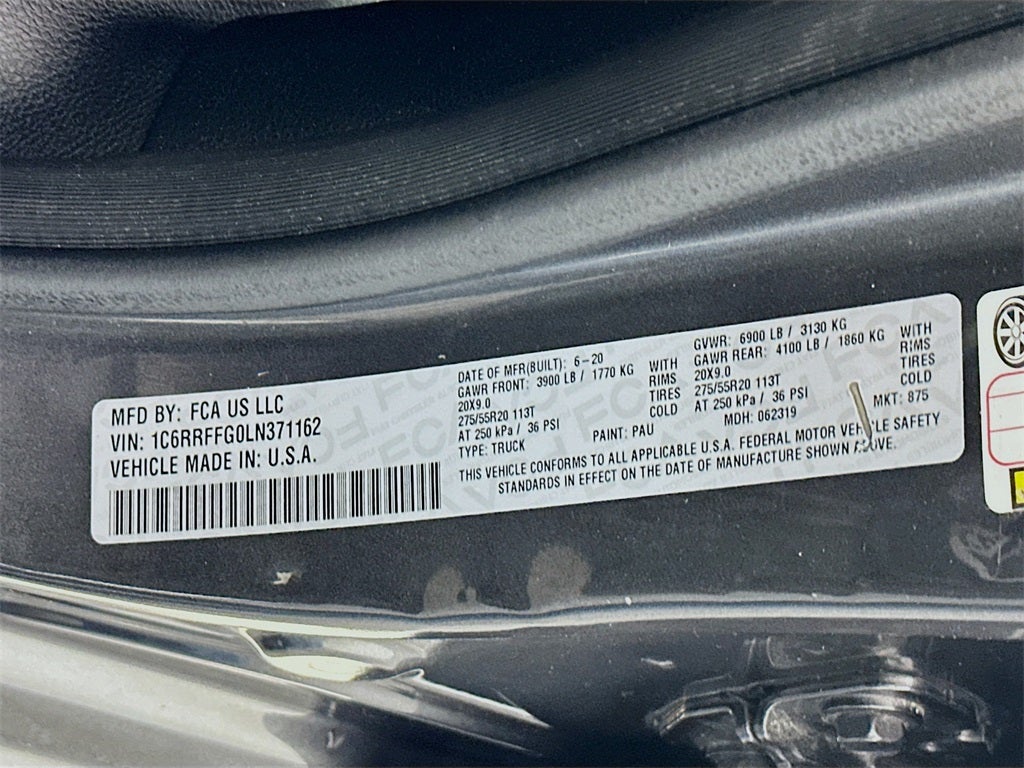 MFD BY: FCA US LLC
VIN: 1C6RRFFG0LN371162
VEHICLE MADE IN: U.S.A.
DATE OF MFR(BUILT): 6-20
GAWR FRONT: 3900 LB / 1770 KG WITH
20X9.0 RIMS
275/55R20 113T TIRES
AT 250 kPa / 36 PSI COLD
TYPE: TRUCK PAINT: PAU
GVWR: 6900 LB / 3130 KG
GAWR REAR: 4100 LB / 1860 KG WITH
20X9.0 RIMS
275/55R20 113T TIRES
AT 250 kPa / 36 PSI COLD
MDH: 062319 MKT: 875
THIS VEHICLE CONFORMS TO ALL APPLICABLE U.S.A. FEDERAL MOTOR VEHICLE SAFETY
STANDARDS IN EFFECT ON THE DATE OF MANUFACTURE SHOWN ABOVE.